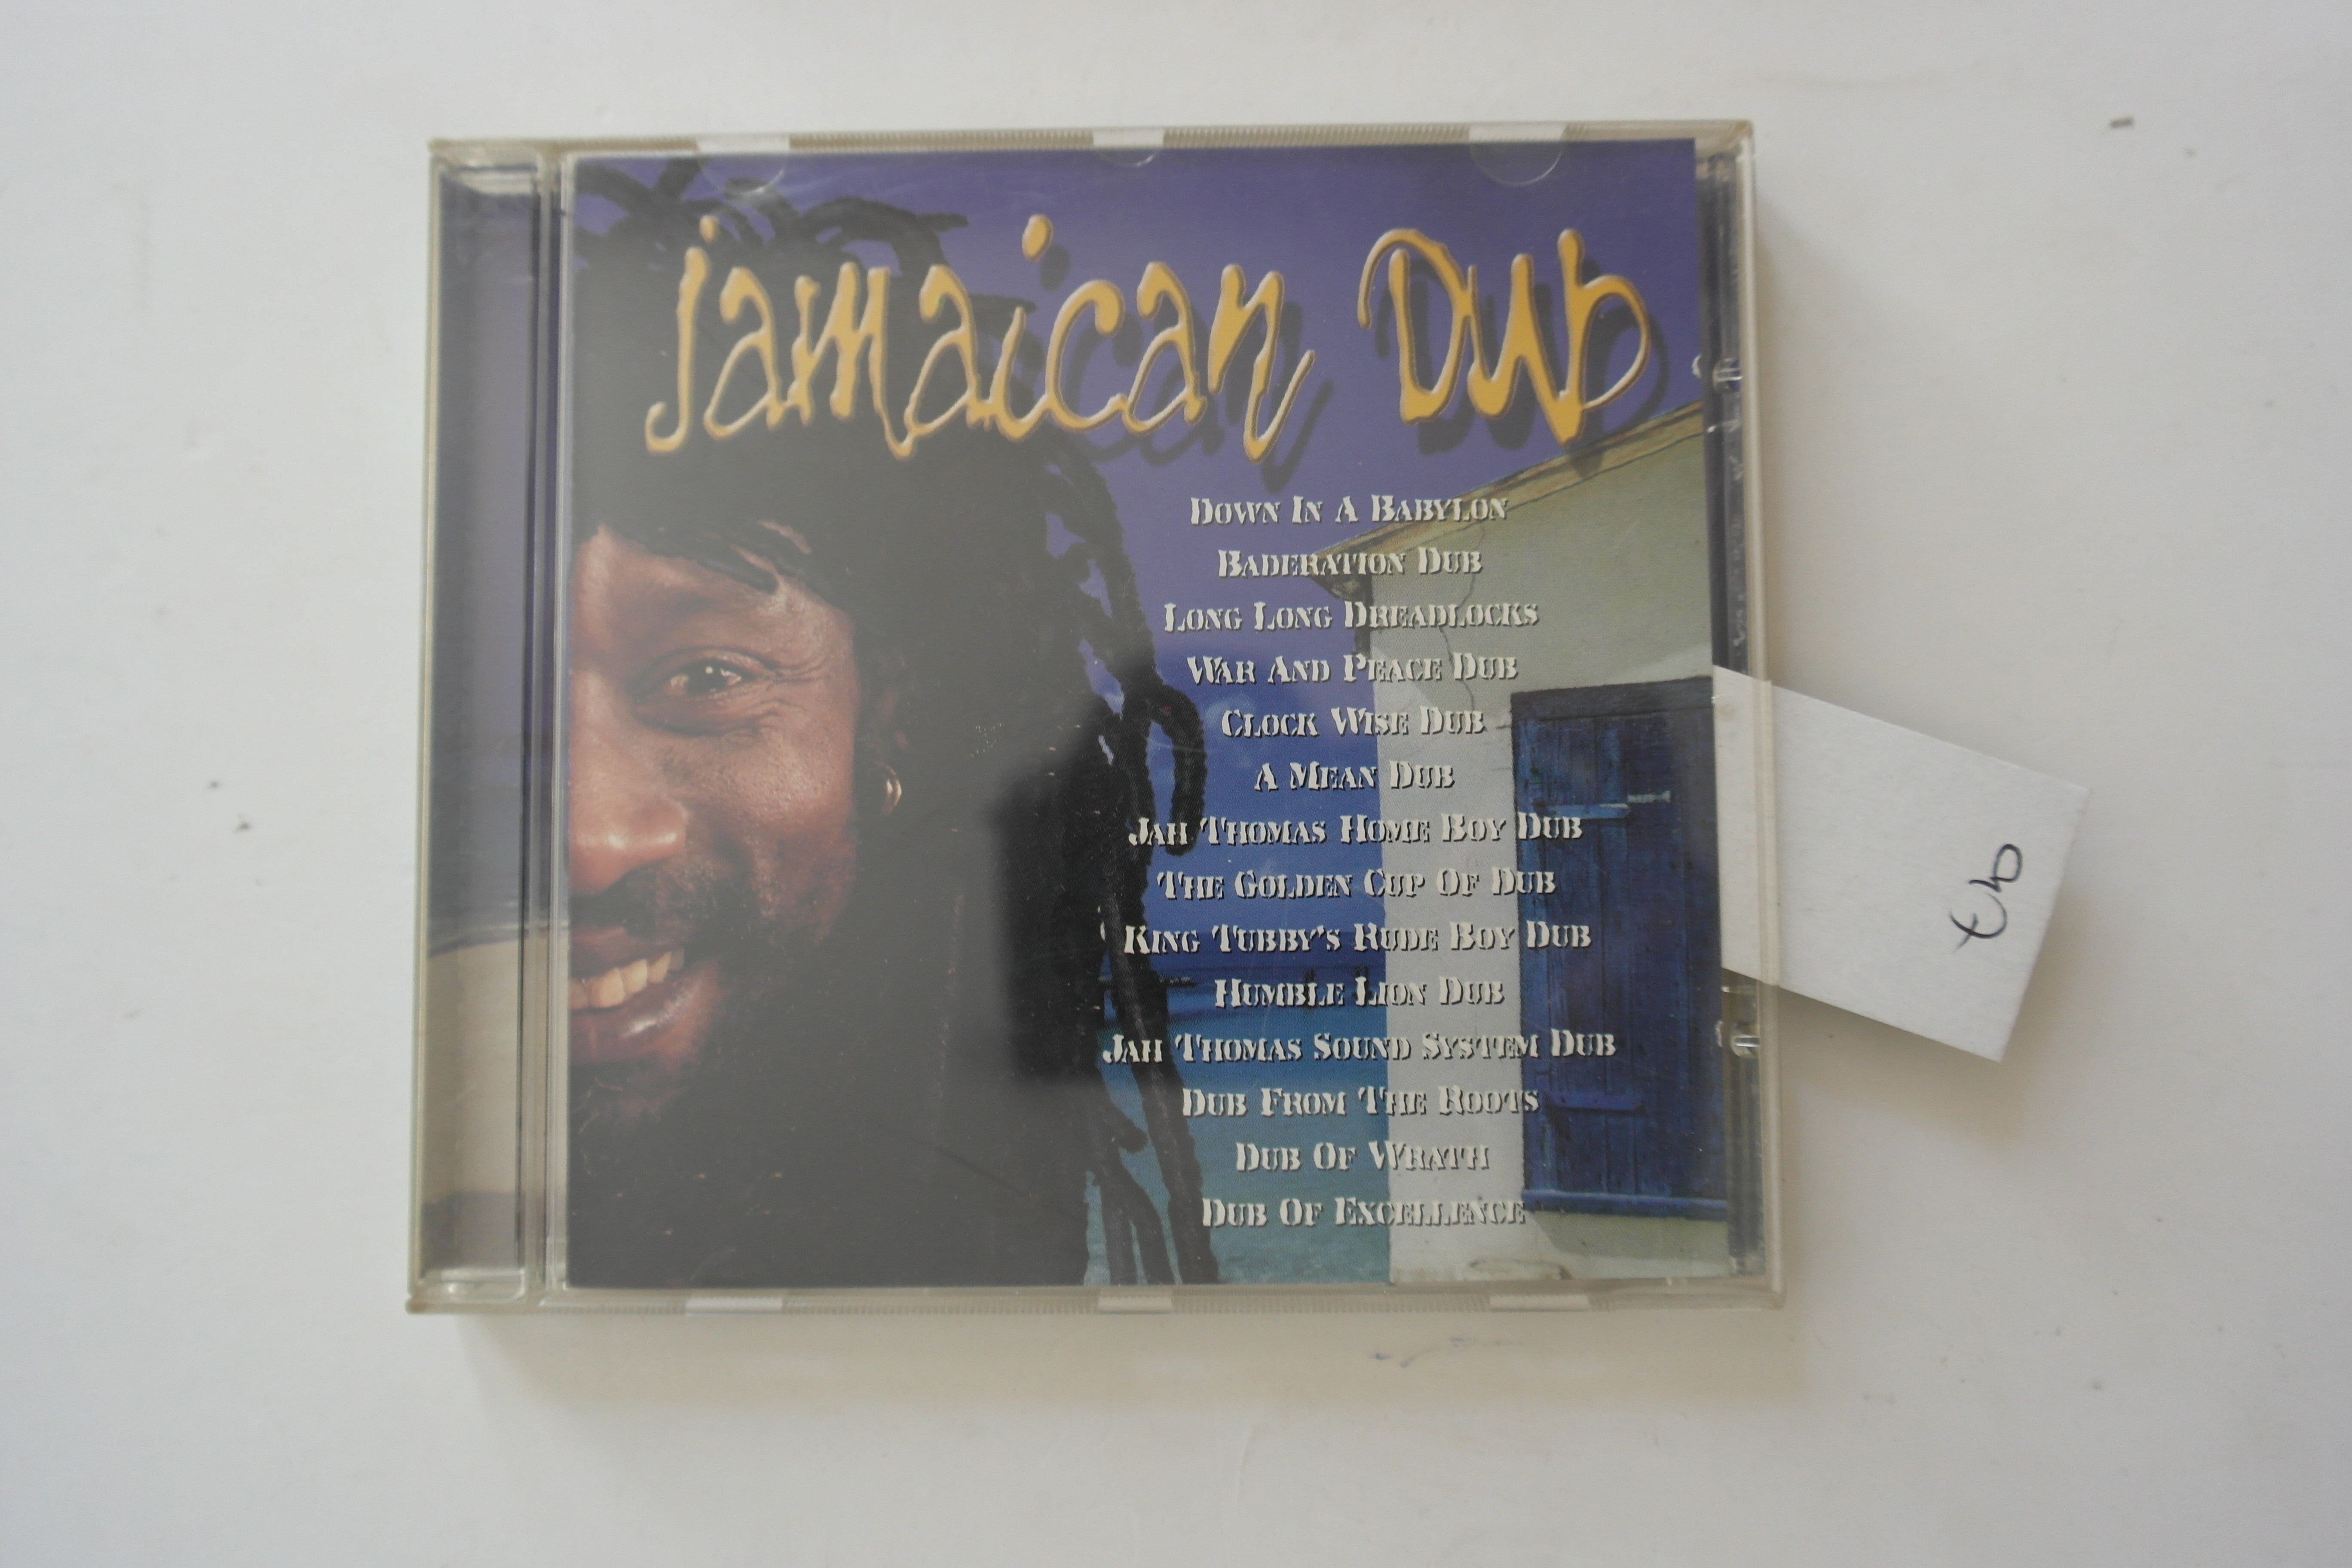 Jamaican Dub
Down In A Babylon
Baderation Dub
Long Long Dreadlocks
War And Peace Dub
Clock Wise Dub
A Mean Dub
Jah Thomas Home Boy Dub
The Golden Cup Of Dub
King Tubby's Rude Boy Dub
Humble Lion Dub
Jah Thomas Sound System Dub
Dub From The Roots
Dub Of Wrath
Dub Of Excellence